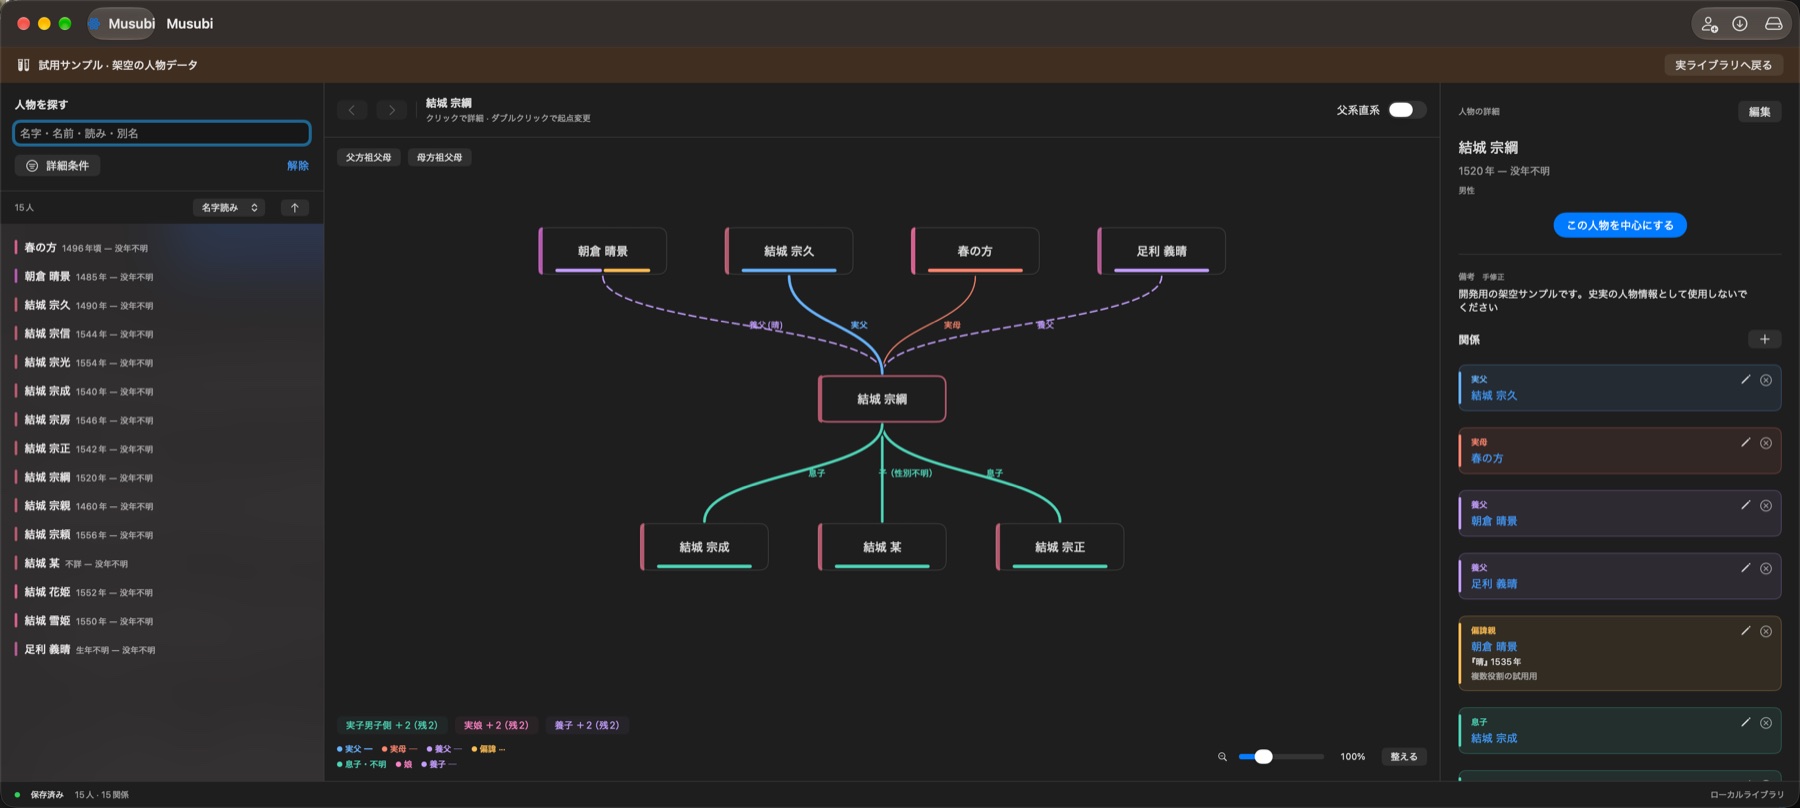 Musubi
Musubi
試用サンプル · 架空の人物データ
実ライブラリへ戻る
人物を探す
名字・名前・読み・別名
詳細条件
解除
15人
名字読み
春の方 1496年頃 — 没年不明
朝倉 晴景 1485年 — 没年不明
結城 宗久 1490年 — 没年不明
結城 宗信 1544年 — 没年不明
結城 宗光 1554年 — 没年不明
結城 宗成 1540年 — 没年不明
結城 宗房 1546年 — 没年不明
結城 宗正 1542年 — 没年不明
結城 宗綱 1520年 — 没年不明
結城 宗親 1460年 — 没年不明
結城 宗頼 1556年 — 没年不明
結城 某 不詳 — 没年不明
結城 花姫 1552年 — 没年不明
結城 雪姫 1550年 — 没年不明
足利 義晴 生年不明 — 没年不明
結城 宗綱
クリックで詳細 · ダブルクリックで起点変更
父系直系
父方祖父母
母方祖父母
朝倉 晴景
結城 宗久
春の方
足利 義晴
養父 (晴)
実父
実母
養父
結城 宗綱
息子
子 (性別不明)
息子
結城 宗成
結城 某
結城 宗正
実子男子側 +2 (残2)
実娘 +2 (残2)
養子 +2 (残2)
実父
実母
養父
偏諱
息子・不明
娘
養子
100%
整える
人物の詳細
編集
結城 宗綱
1520年 — 没年不明
男性
この人物を中心にする
備考 手修正
開発用の架空サンプルです。史実の人物情報として使用しないで
ください
関係
実父
結城 宗久
実母
春の方
養父
朝倉 晴景
養父
足利 義晴
偏諱親
朝倉 晴景
『晴』1535年
複数役割の試用用
息子
結城 宗成
保存済み
15人 · 15関係
ローカルライブラリ